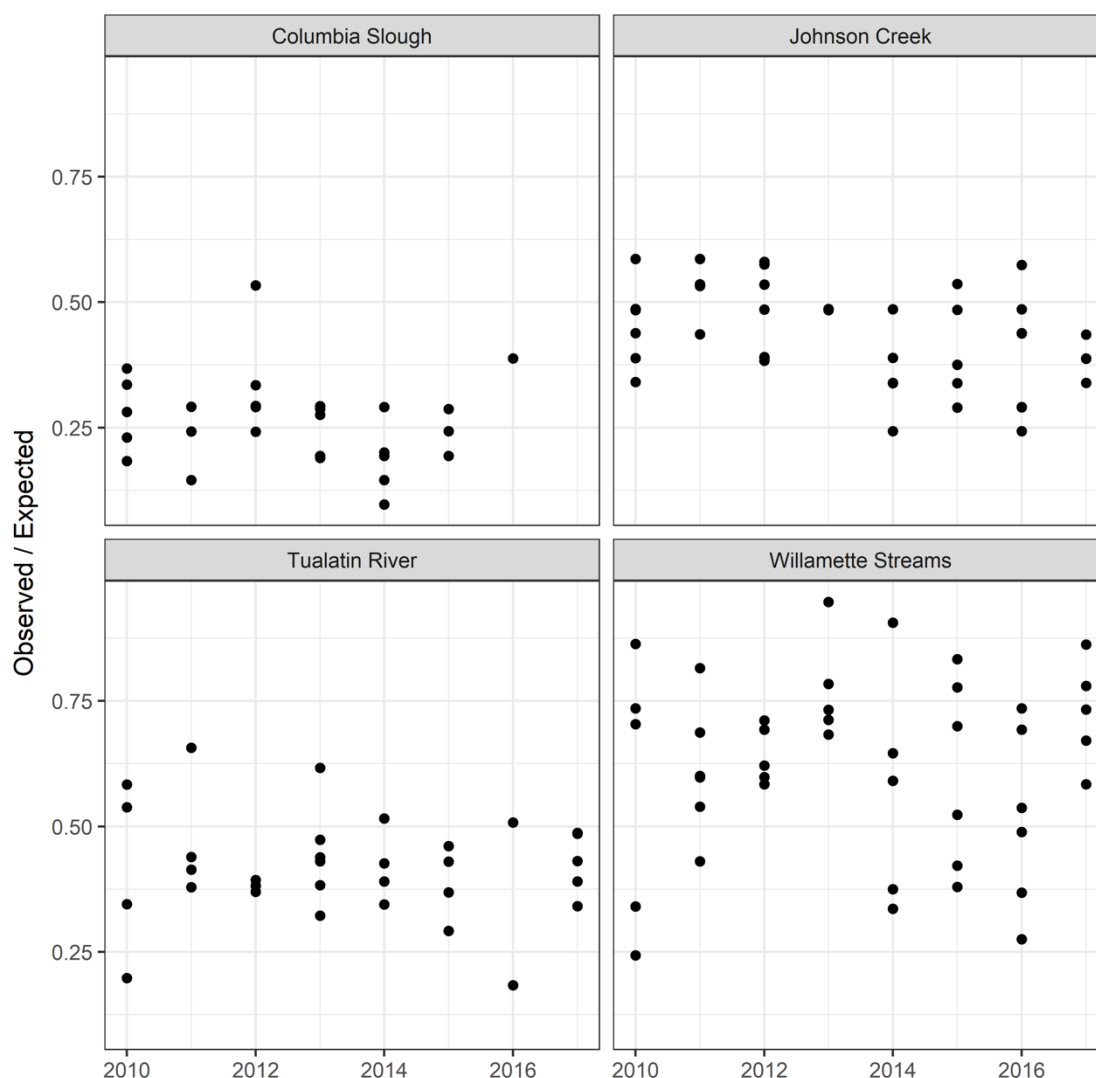 Columbia Slough
Johnson Creek
0.75
0.50
0.25
Observed / Expected
Tualatin River
Willamette Streams
0.75
0.50
0.25
2010 2012 2014 2016
2010 2012 2014 2016